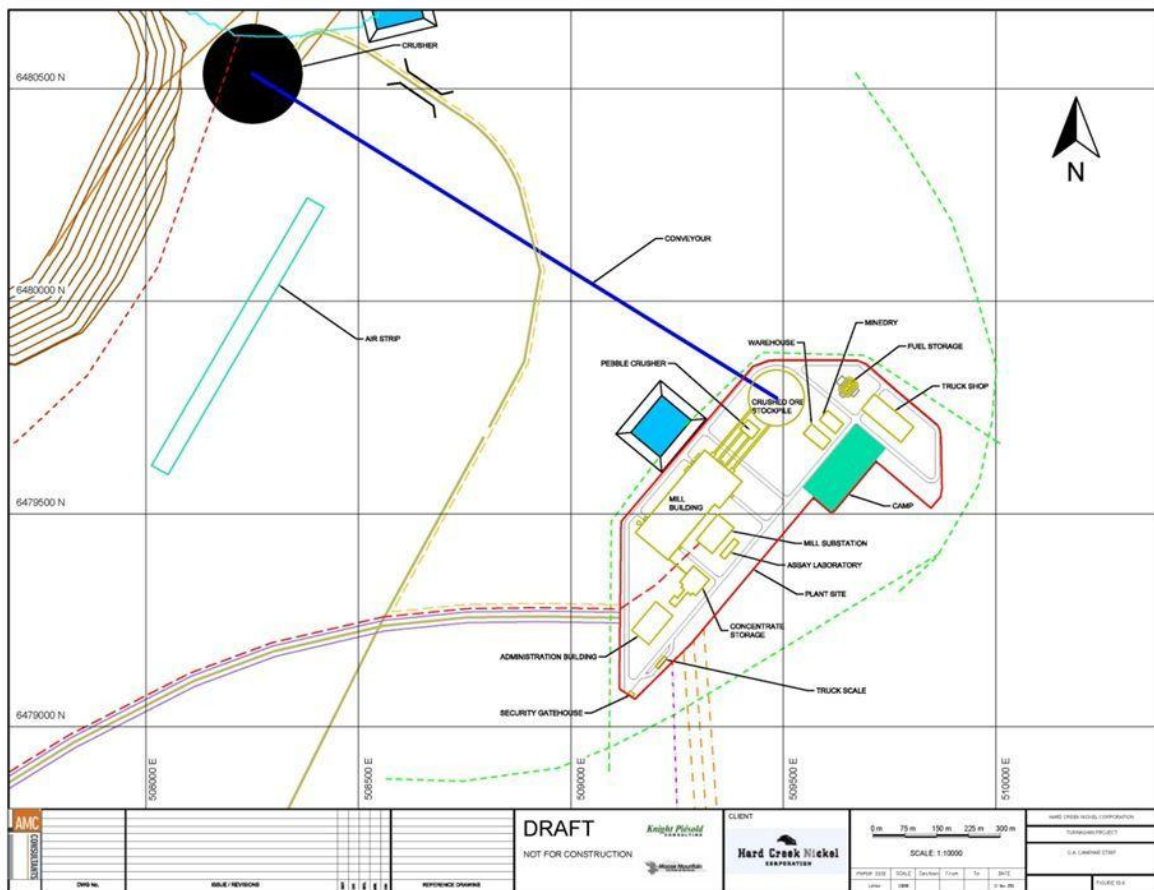 CRUSHER
6480500 N
N
CONVEYOUR
6480000 N
AIR STRIP
MINEDRY
WAREHOUSE
FUEL STORAGE
PEBBLE CRUSHER
TRUCK SHOP
CRUSHED ORE
STOCKPILE
6479500 N
MILL
BUILDING
CAMP
MILL SUBSTATION
ASSAY LABORATORY
PLANT SITE
CONCENTRATE
STORAGE
ADMINISTRATION BUILDING
TRUCK SCALE
SECURITY GATEHOUSE
6479000 N
508000 E
508500 E
509000 E
509500 E
510000 E
AMC
CONSULTANTS
DWG No.
ISSUE / REVISIONS
REFERENCE DRAWING
DRAFT
NOT FOR CONSTRUCTION
Knight Piésold
CONSULTING
CLIENT
Hard Creek Nickel
CORPORATION
0 m 75 m 150 m 225 m 300 m
SCALE: 1:10000
SCALE
DATE
HARD CREEK NICKEL CORPORATION